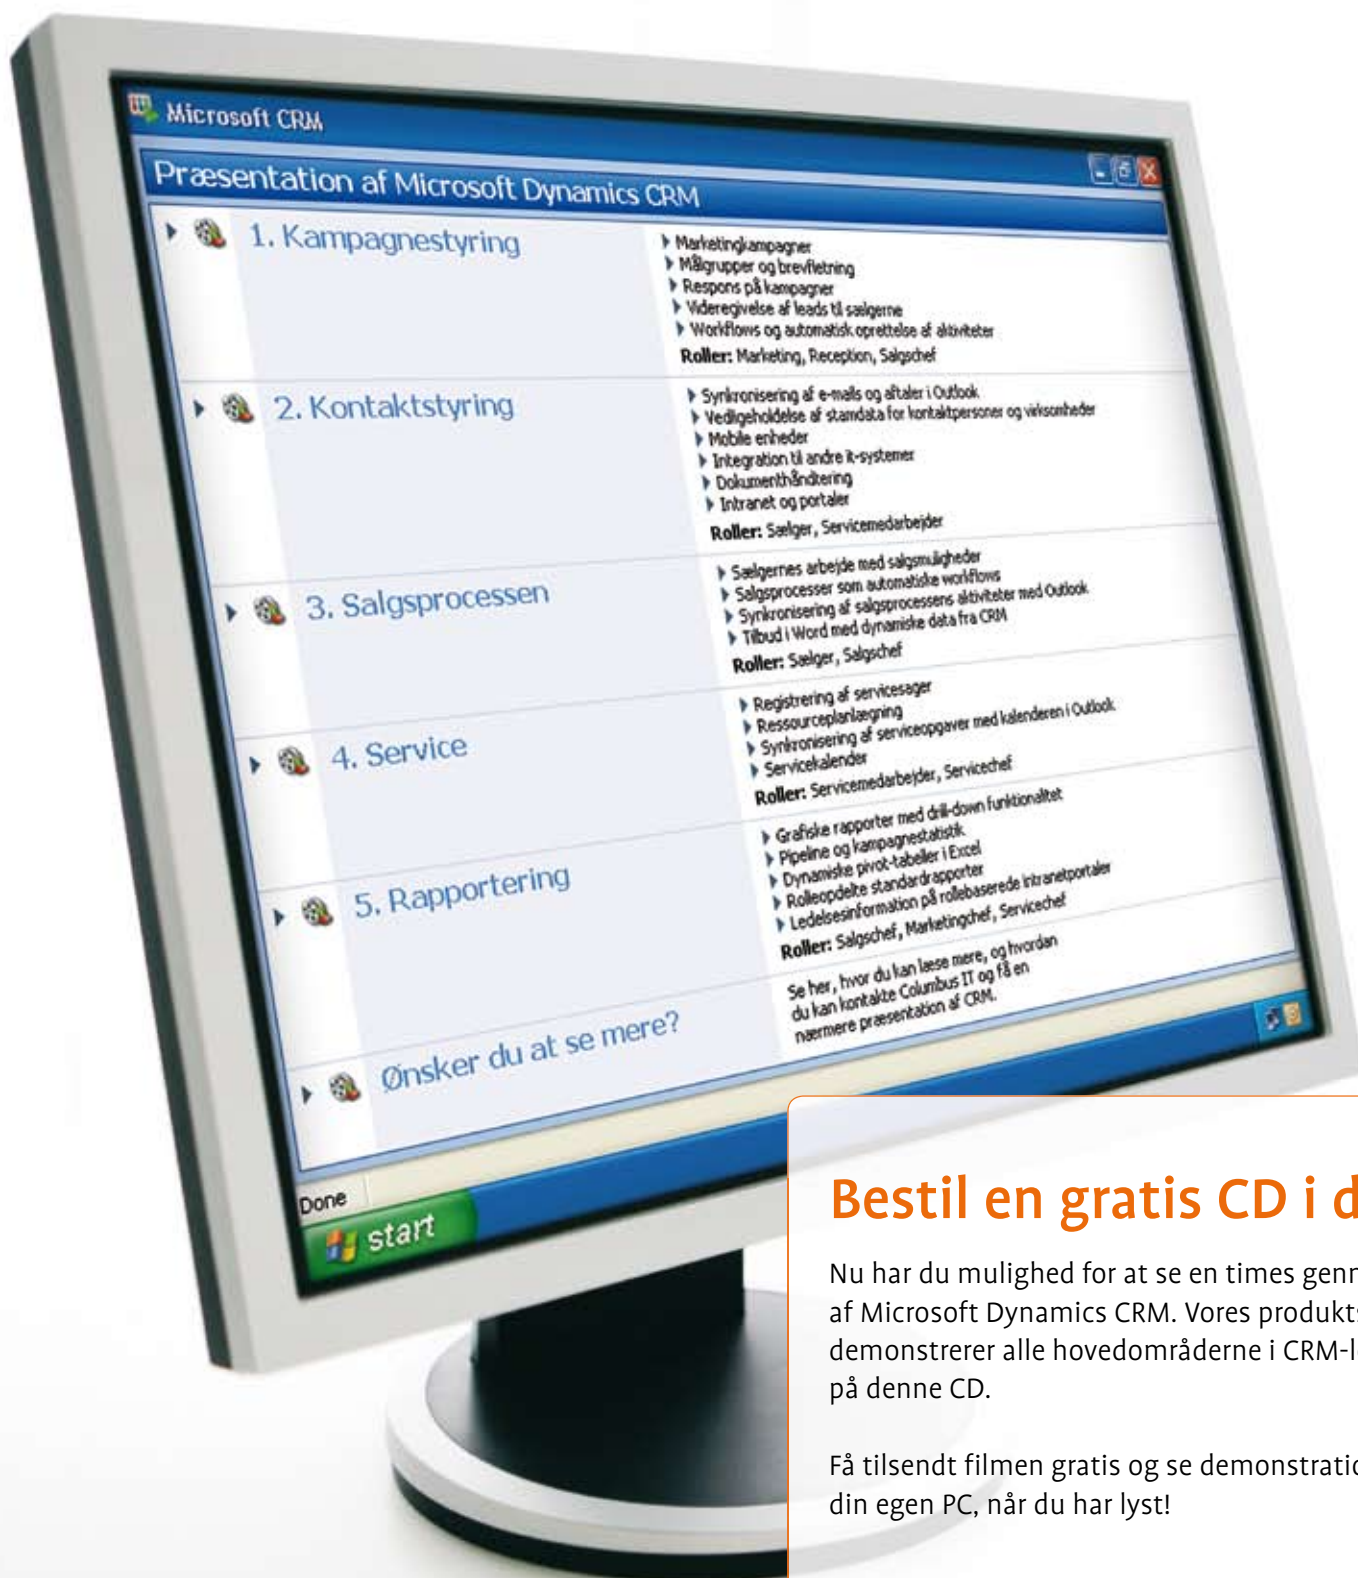 Microsoft CRM
Præsentation af Microsoft Dynamics CRM
1. Kampagnestyring
Marketingkampagner
Målgrupper og brevfletning
Respons på kampagner
Videregivelse af leads til sælgerne
Workflows og automatisk oprettelse af aktiviteter
Roller: Marketing, Reception, Salgschef
2. Kontaktstyring
Synkronisering af e-mails og aftaler i Outlook
Vedligeholdelse af stamdata for kontaktpersoner og virksomheder
Mobile enheder
Integration til andre it-systemer
Dokumenthåndtering
Intranet og portaler
Roller: Sælger, Servicemedarbejder
3. Salgsprocessen
Sælgernes arbejde med salgsmuligheder
Salgsprocesser som automatiske workflows
Synkronisering af salgsprocessens aktiviteter med Outlook
Tilbud i Word med dynamiske data fra CRM
Roller: Sælger, Salgschef
4. Service
Registrering af servicesager
Ressourceplanlægning
Synkronisering af serviceopgaver med kalenderen i Outlook
Servicekalender
Roller: Servicemedarbejder, Servicechef
5. Rapportering
Grafiske rapporter med drill-down funktionalitet
Pipeline og kampagnestatistik
Dynamiske pivot-tabeller i Excel
Rolleopdelte standardrapporter
Ledelsesinformation på rollebaserede intranetportaler
Roller: Salgschef, Marketingchef, Servicechef
Ønsker du at se mere?
Se her, hvor du kan læse mere, og hvordan
du kan kontakte Columbus IT og få en
nærmere præsentation af CRM.
Done
start
Bestil en gratis CD i d
Nu har du mulighed for at se en times genn
af Microsoft Dynamics CRM. Vores produkts
demonstrerer alle hovedområderne i CRM-l
på denne CD.
Få tilsendt filmen gratis og se demonstratio
din egen PC, når du har lyst!